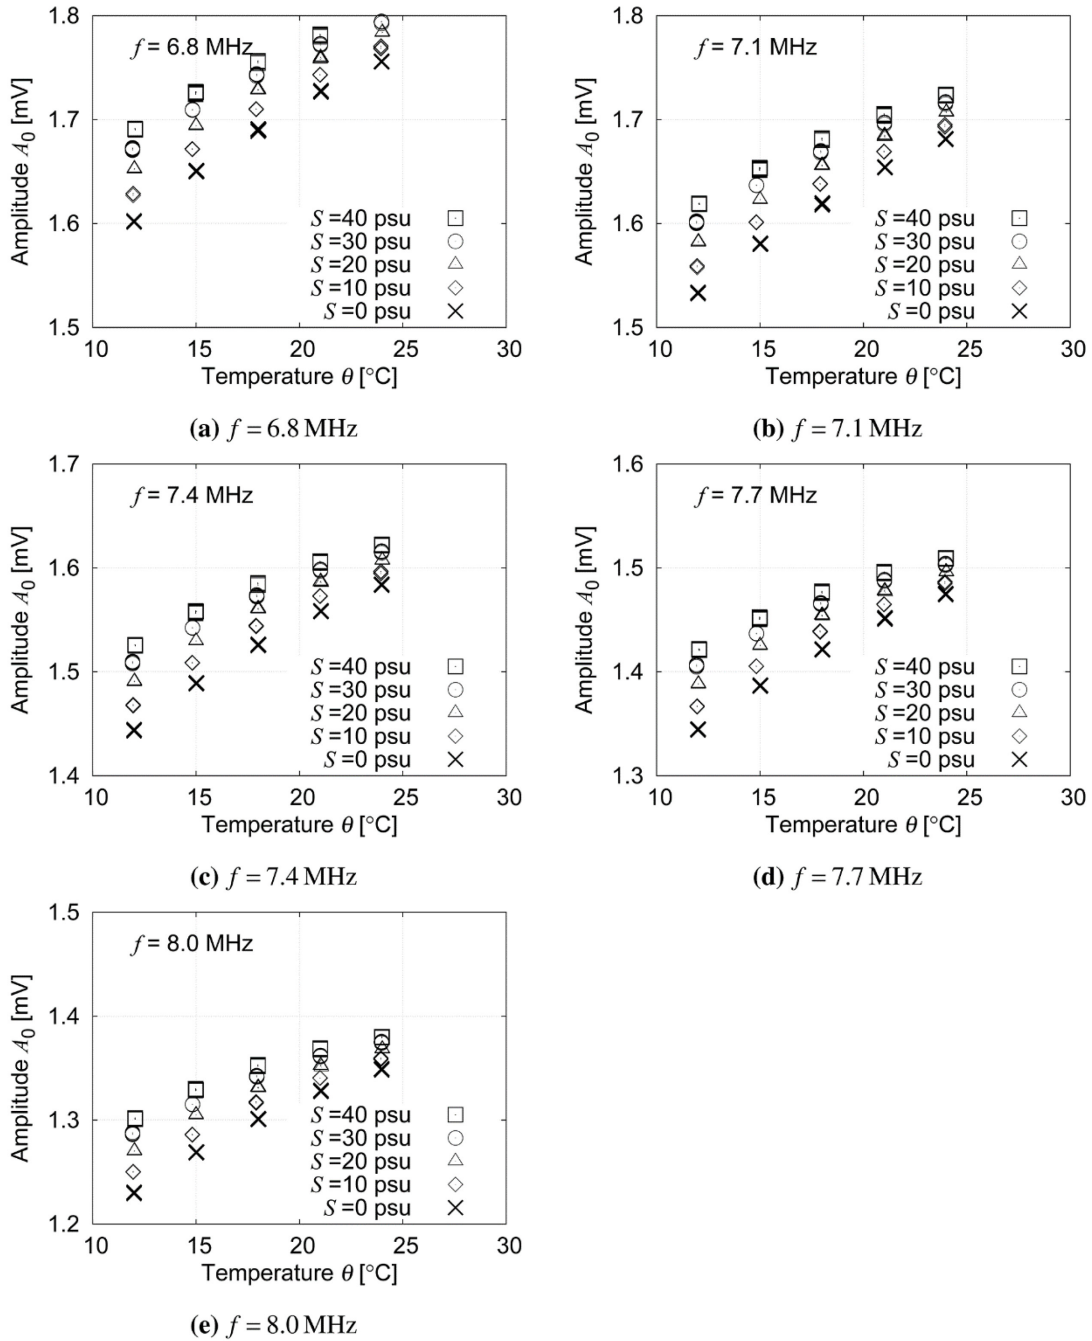 f = 6.8 MHz
Amplitude A0 [mV]
1.8
1.7
1.6
1.5
S =40 psu
S =30 psu
S =20 psu
S =10 psu
S =0 psu
10 15 20 25 30
Temperature θ [°C]
(a) f = 6.8 MHz
f = 7.1 MHz
Amplitude A0 [mV]
1.8
1.7
1.6
1.5
S =40 psu
S =30 psu
S =20 psu
S =10 psu
S =0 psu
10 15 20 25 30
Temperature θ [°C]
(b) f = 7.1 MHz
f = 7.4 MHz
Amplitude A0 [mV]
1.7
1.6
1.5
1.4
S =40 psu
S =30 psu
S =20 psu
S =10 psu
S =0 psu
10 15 20 25 30
Temperature θ [°C]
(c) f = 7.4 MHz
f = 7.7 MHz
Amplitude A0 [mV]
1.6
1.5
1.4
1.3
S =40 psu
S =30 psu
S =20 psu
S =10 psu
S =0 psu
10 15 20 25 30
Temperature θ [°C]
(d) f = 7.7 MHz
f = 8.0 MHz
Amplitude A0 [mV]
1.5
1.4
1.3
1.2
S =40 psu
S =30 psu
S =20 psu
S =10 psu
S =0 psu
10 15 20 25 30
Temperature θ [°C]
(e) f = 8.0 MHz